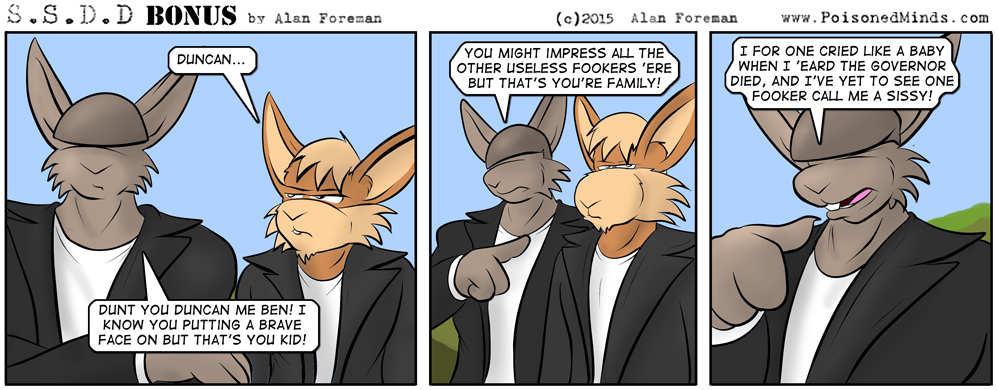 S.S.D.D BONUS by Alan Foreman (c)2015 Alan Foreman www.PoisonedMinds.com
DUNCAN...
DUNT YOU DUNCAN ME BEN! I
KNOW YOU PUTTING A BRAVE
FACE ON BUT THAT'S YOU KID!
YOU MIGHT IMPRESS ALL THE
OTHER USELESS FOOKERS 'ERE
BUT THAT'S YOU'RE FAMILY!
I FOR ONE CRIED LIKE A BABY
WHEN I 'EARD THE GOVERNOR
DIED, AND I'VE YET TO SEE ONE
FOOKER CALL ME A SISSY!